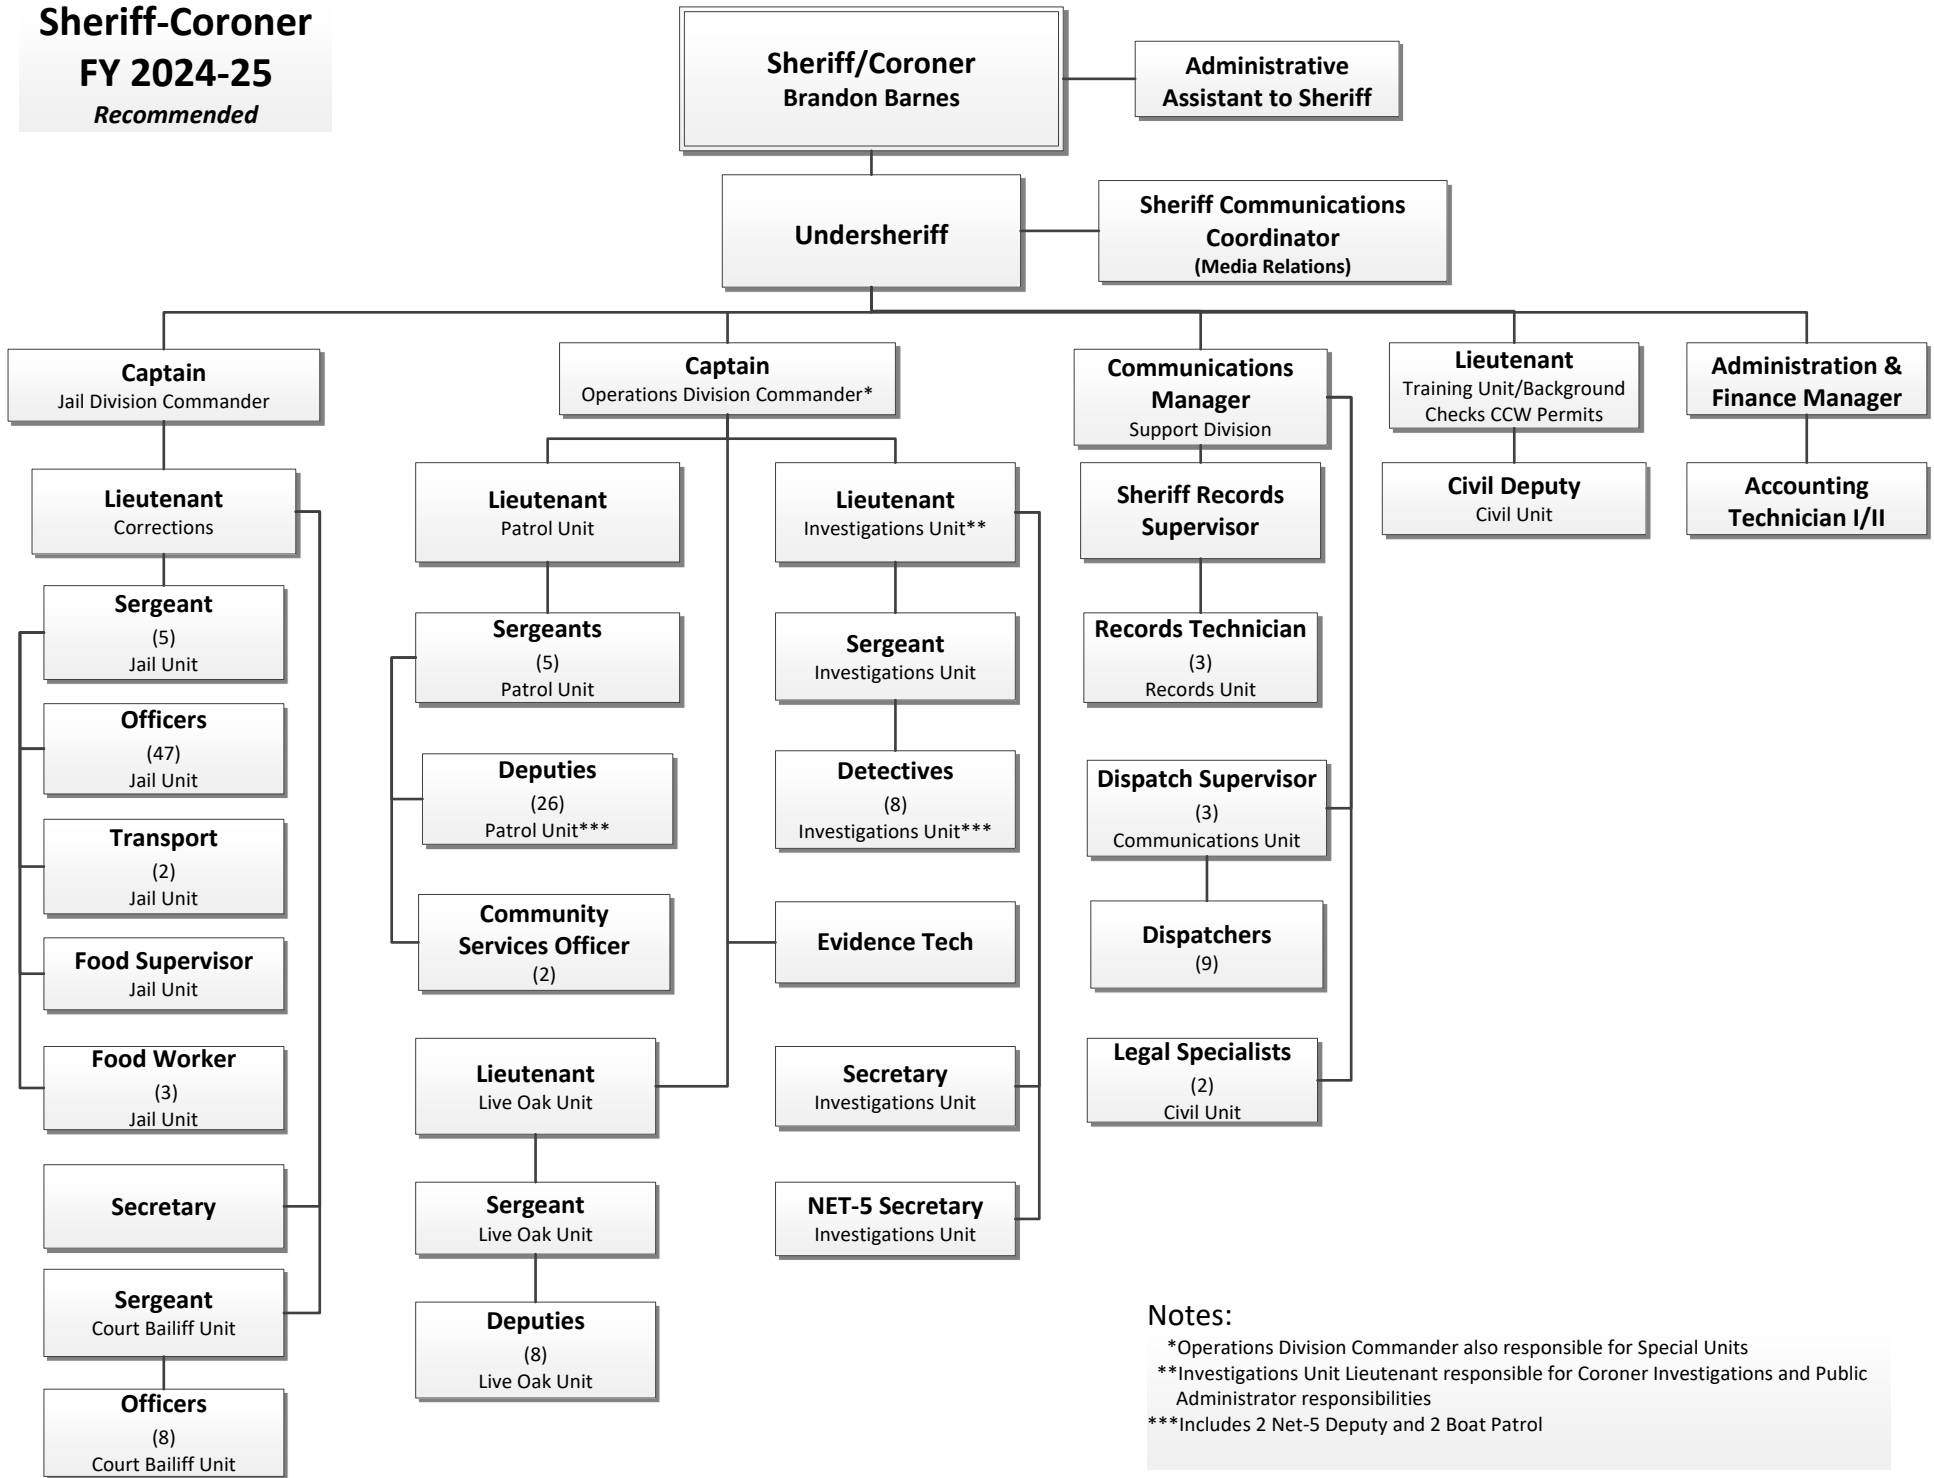 Sheriff-Coroner
FY 2024-25
Recommended
Sheriff/Coroner
Brandon Barnes
Administrative
Assistant to Sheriff
Undersheriff
Sheriff Communications
Coordinator
(Media Relations)
Captain
Jail Division Commander
Lieutenant
Corrections
Sergeant
(5)
Jail Unit
Officers
(47)
Jail Unit
Transport
(2)
Jail Unit
Food Supervisor
Jail Unit
Food Worker
(3)
Jail Unit
Secretary
Sergeant
Court Bailiff Unit
Officers
(8)
Court Bailiff Unit
Captain
Operations Division Commander*
Lieutenant
Patrol Unit
Sergeants
(5)
Patrol Unit
Deputies
(26)
Patrol Unit***
Community
Services Officer
(2)
Lieutenant
Live Oak Unit
Sergeant
Live Oak Unit
Deputies
(8)
Live Oak Unit
Lieutenant
Investigations Unit**
Sergeant
Investigations Unit
Detectives
(8)
Investigations Unit***
Evidence Tech
Secretary
Investigations Unit
NET-5 Secretary
Investigations Unit
Communications
Manager
Support Division
Sheriff Records
Supervisor
Records Technician
(3)
Records Unit
Dispatch Supervisor
(3)
Communications Unit
Dispatchers
(9)
Legal Specialists
(2)
Civil Unit
Lieutenant
Training Unit/Background
Checks CCW Permits
Civil Deputy
Civil Unit
Administration &
Finance Manager
Accounting
Technician I/II
Notes:
*Operations Division Commander also responsible for Special Units
**Investigations Unit Lieutenant responsible for Coroner Investigations and Public
Administrator responsibilities
***Includes 2 Net-5 Deputy and 2 Boat Patrol